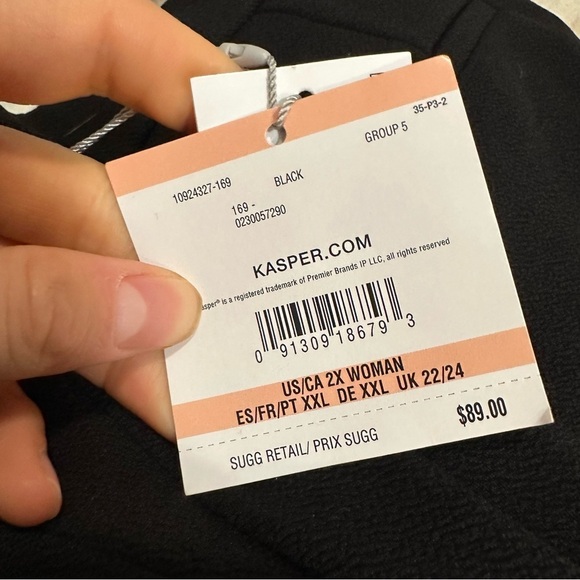 35-P3-2
GROUP 5
10924327-169 BLACK
169 -
0230057290
KASPER.COM
is a registered trademark of Premier Brands IP LLC, all rights reserved
0 91309 18679 3
US/CA 2X WOMAN
ES/FR/PT XXL DE XXL UK 22/24
$89.00
SUGG RETAIL/ PRIX SUGG